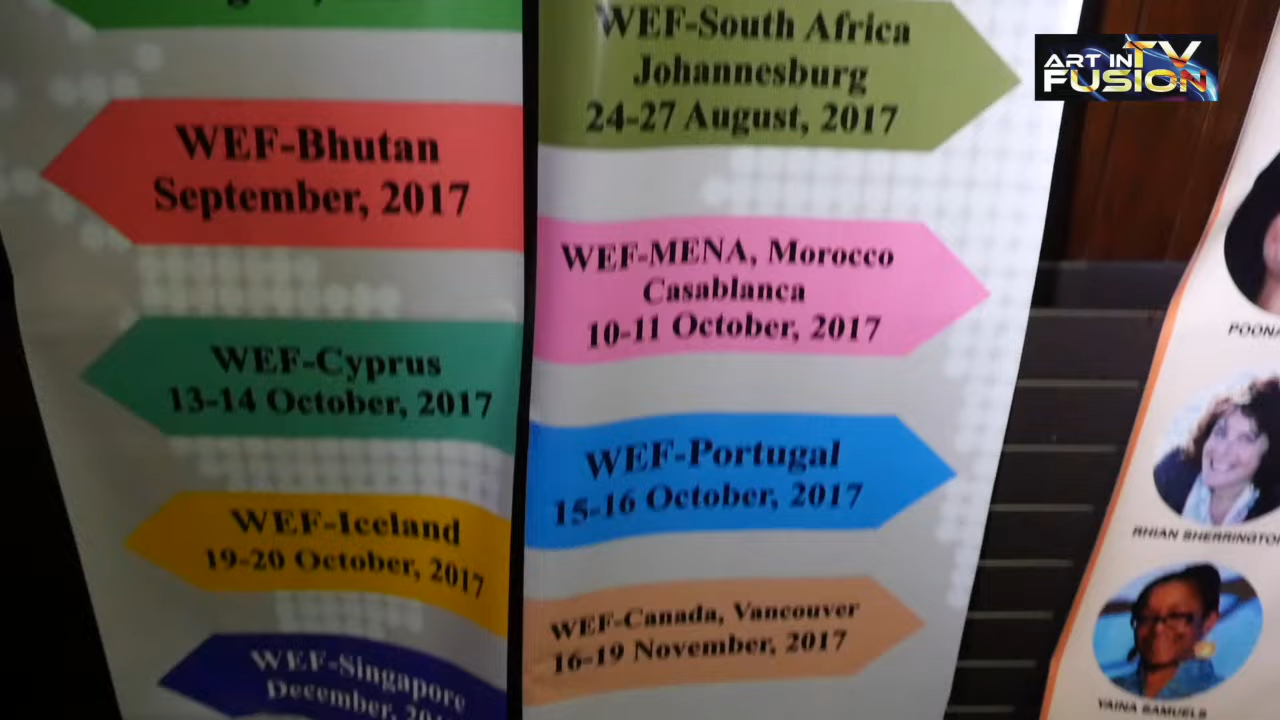 WEF-Bhutan
September, 2017
WEF-Cyprus
13-14 October, 2017
WEF-Iceland
19-20 October, 2017
WEF-Singapore
December,
WEF-South Africa
Johannesburg
24-27 August, 2017
WEF-MENA, Morocco
Casablanca
10-11 October, 2017
WEF-Portugal
15-16 October, 2017
WEF-Canada, Vancouver
16-19 November, 2017
ART IN TV
FUSION
RHIAN
YAINA SAMUELS